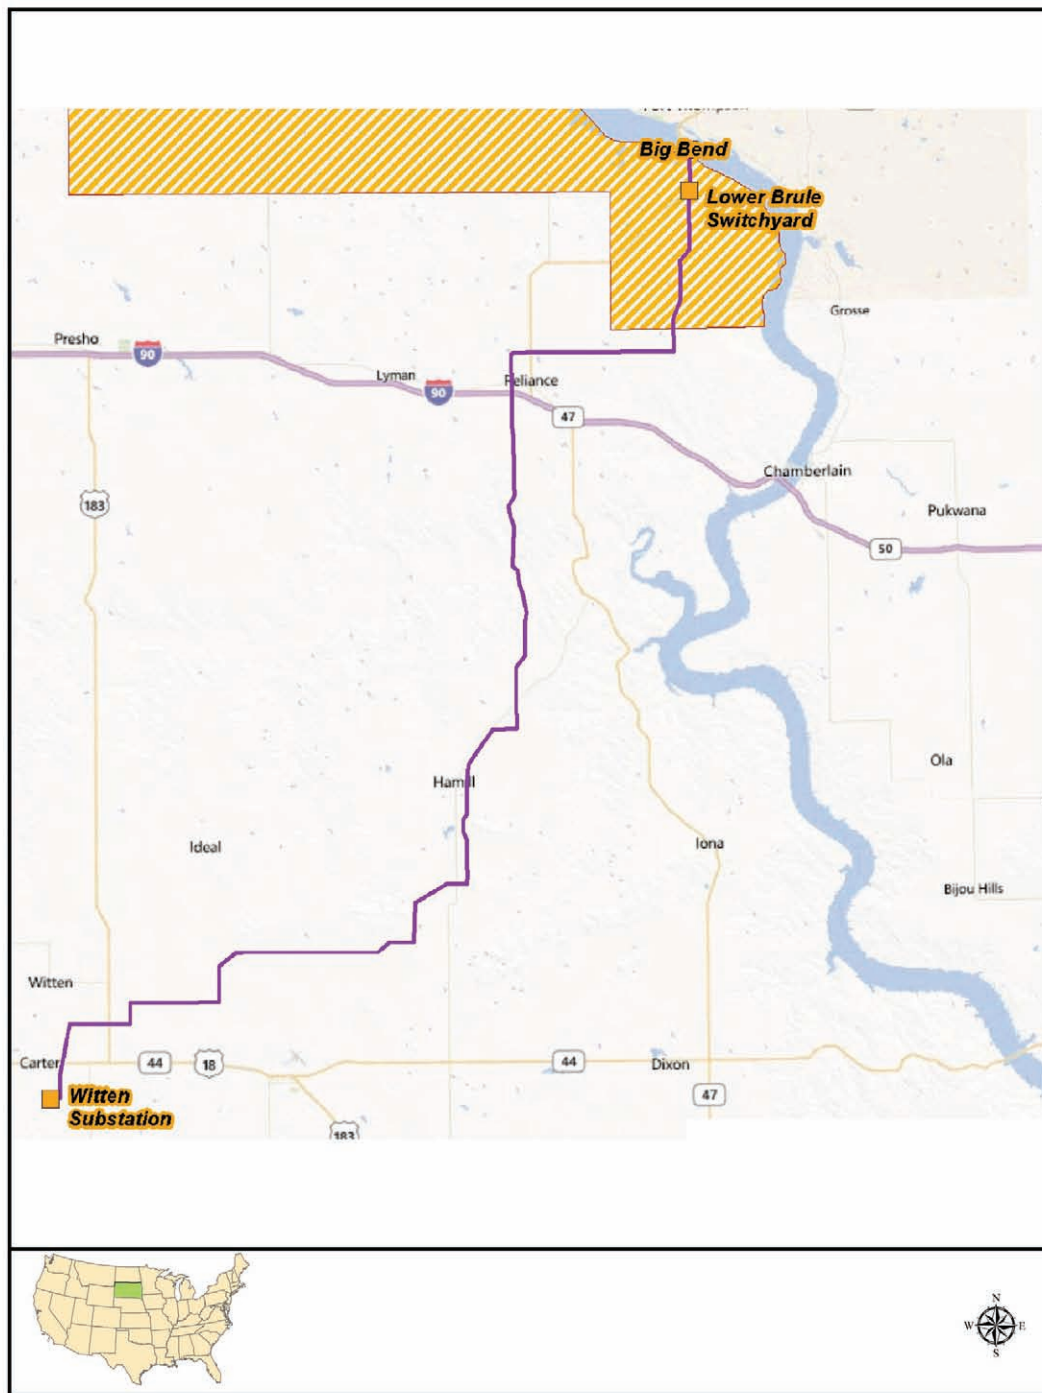 Big Bend
Lower Brule
Switchyard
Grosse
Presho
90
Lyman
90
Reliance
47
Chamberlain
183
Pukwana
50
Hamill
Ola
Ideal
Iona
Bijou Hills
Witten
Carter
44
18
44
Dixon
47
Witten
Substation
183
N
W
E
S